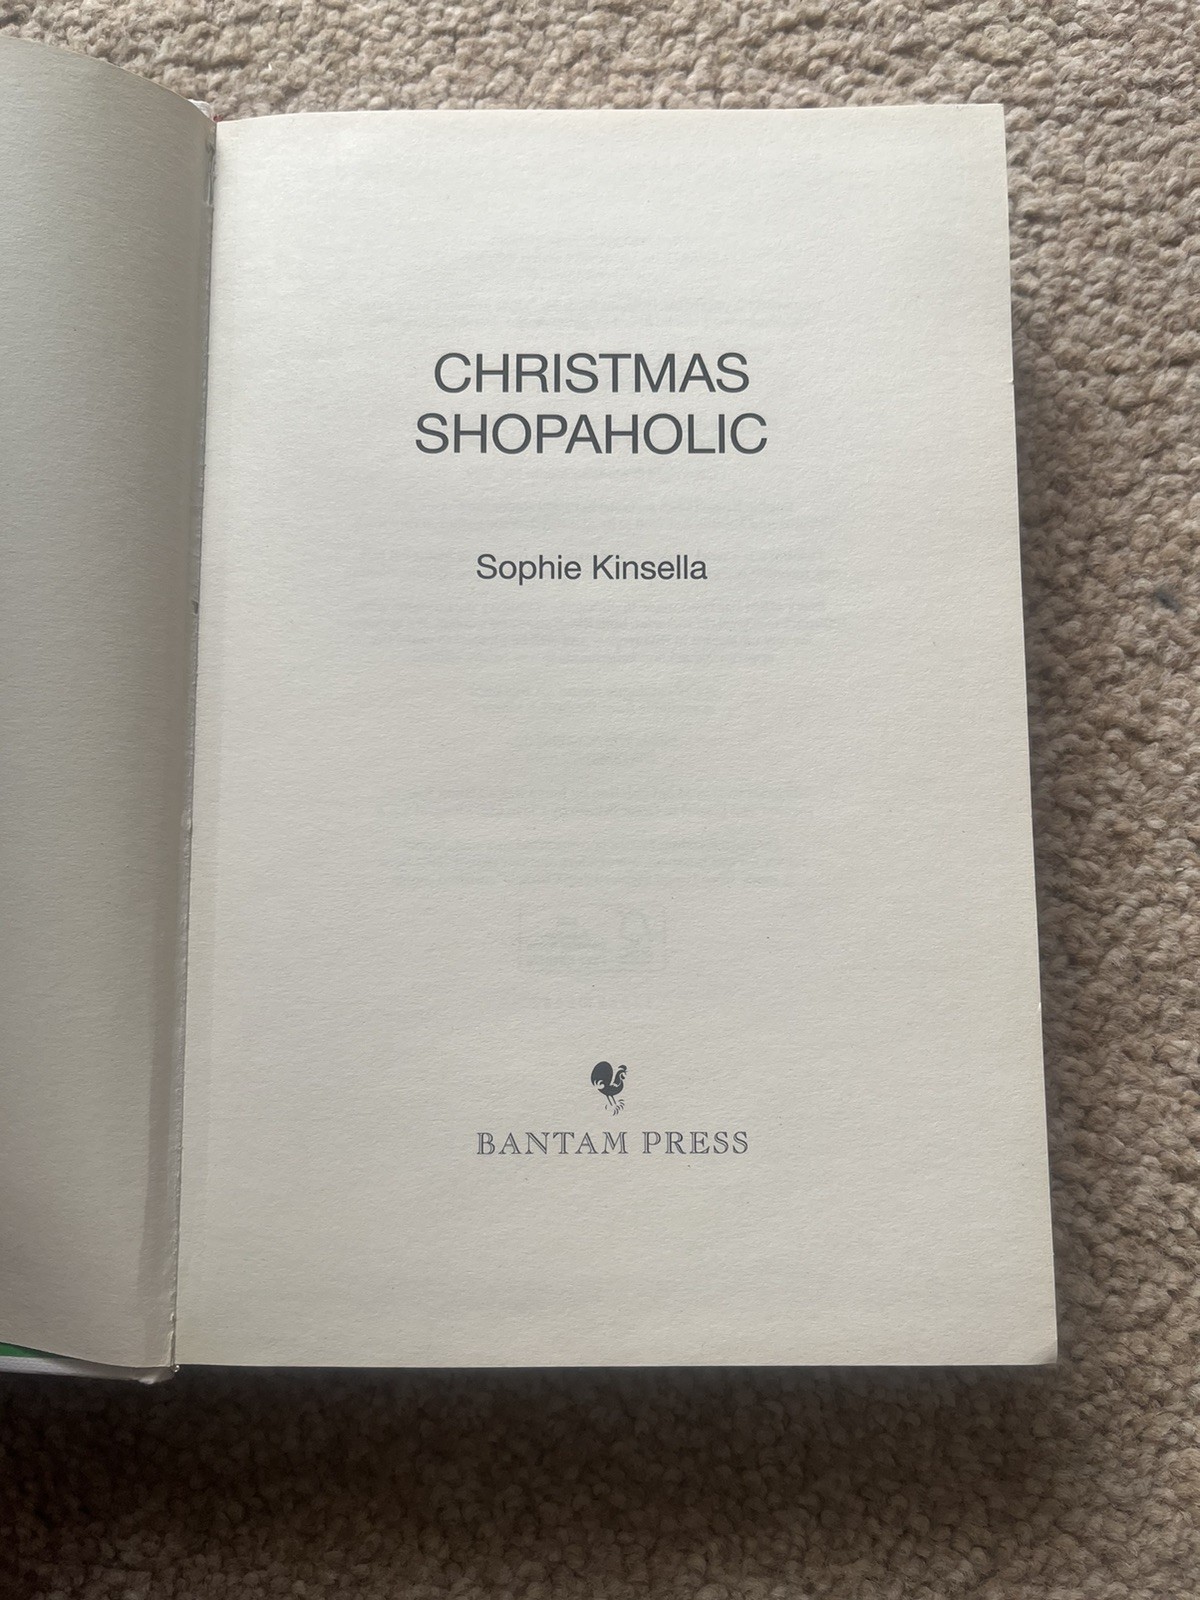 CHRISTMAS
SHOPAHOLIC
Sophie Kinsella
BANTAM PRESS